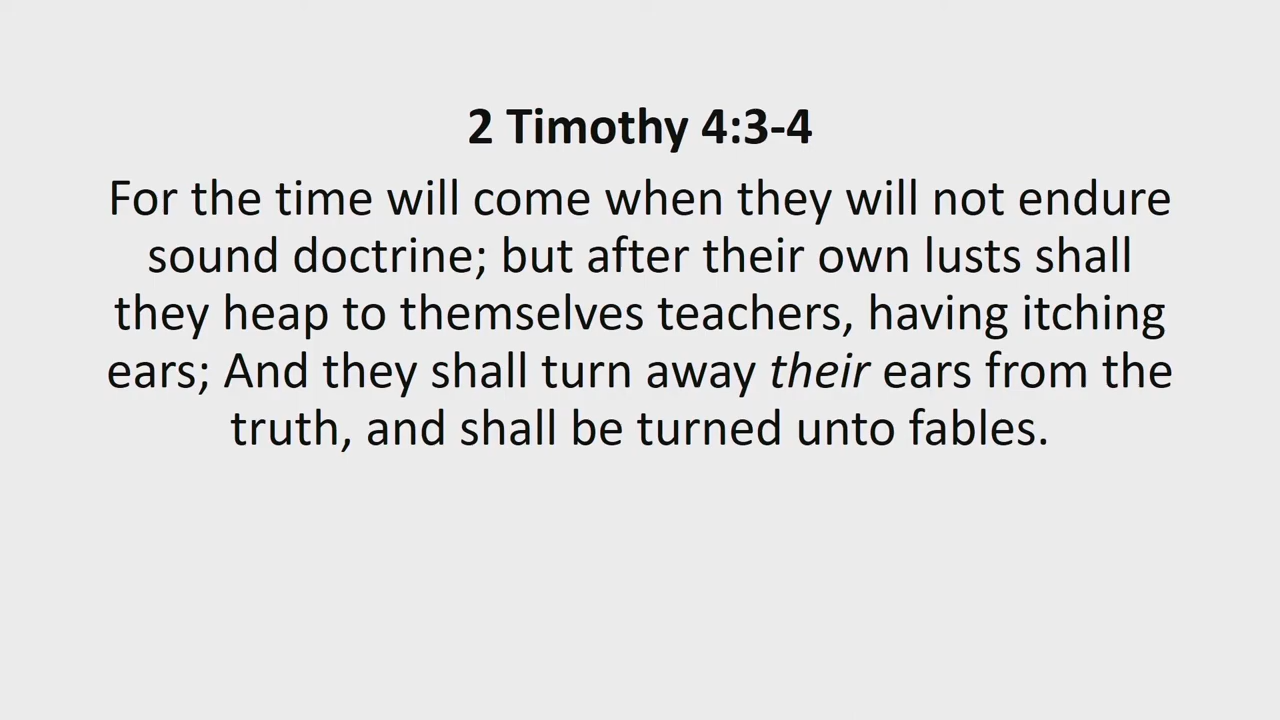 2 Timothy 4:3-4
For the time will come when they will not endure
sound doctrine; but after their own lusts shall
they heap to themselves teachers, having itching
ears; And they shall turn away their ears from the
truth, and shall be turned unto fables.